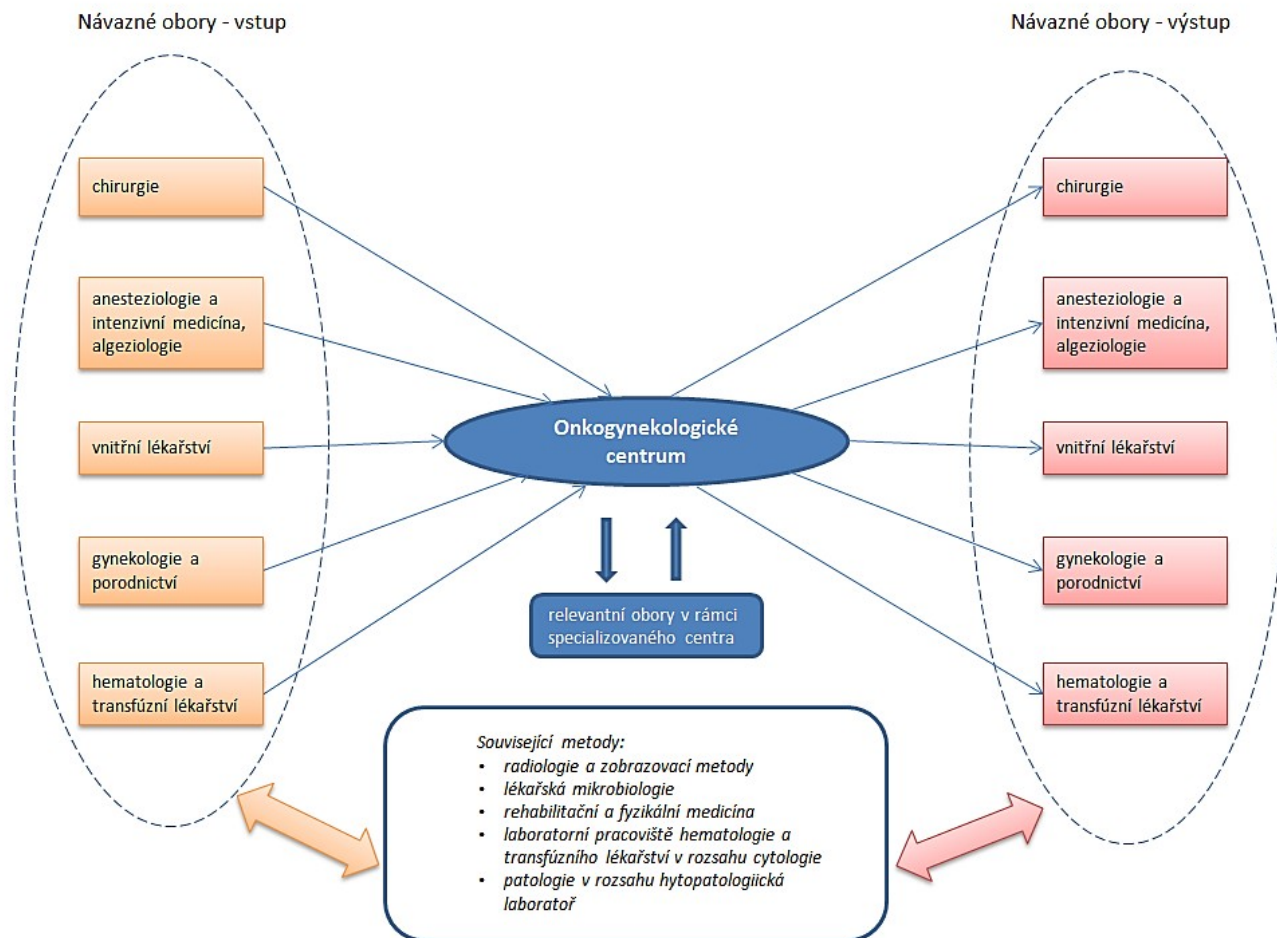 Návazné obory - vstup
Návazné obory - výstup
chirurgie
anesteziologie a
intenzivní medicína,
algeziologie
vnitřní lékařství
gynekologie a
porodnictví
hematologie a
transfúzní lékařství
Onkogynekologické
centrum
relevantní obory v rámci
specializovaného centra
chirurgie
anesteziologie a
intenzivní medicína,
algeziologie
vnitřní lékařství
gynekologie a
porodnictví
hematologie a
transfúzní lékařství
Související metody:
• radiologie a zobrazovací metody
• lékařská mikrobiologie
• rehabilitační a fyzikální medicína
• laboratorní pracoviště hematologie a
transfúzního lékařství v rozsahu cytologie
• patologie v rozsahu hytopatologiická
laboratoř